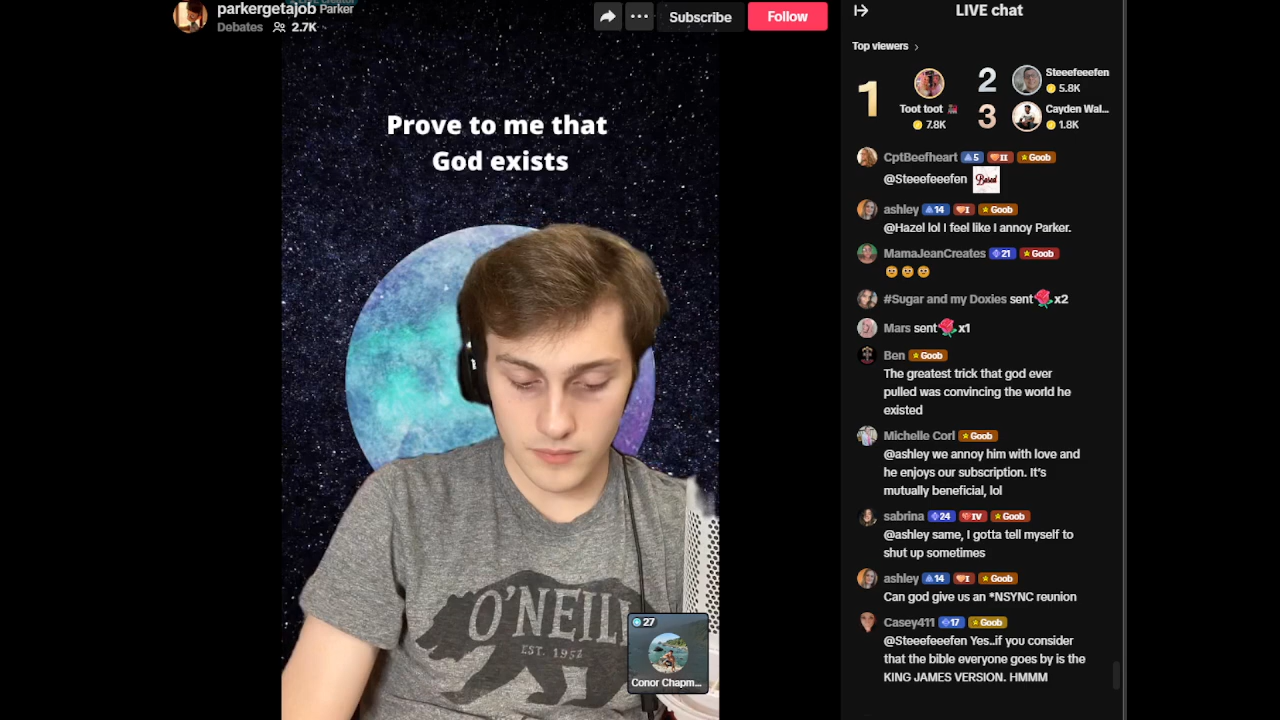 parkergetajob Parker
Debates 2.7K
Subscribe
Follow
Prove to me that
God exists
O'NEILL
EST. 1952
27
Conor Chapm...
LIVE chat
Top viewers
1
Toot toot
7.8K
2
Steeefeeefen
5.8K
3
Cayden Wal...
1.8K
CptBeefheart 5 II Goob
@Steeefeeefen Based
ashley 14 I Goob
@Hazel lol I feel like I annoy Parker.
MamaJeanCreates 21 Goob
#Sugar and my Doxies sent x2
Mars sent x1
Ben Goob
The greatest trick that god ever
pulled was convincing the world he
existed
Michelle Corl Goob
@ashley we annoy him with love and
he enjoys our subscription. It's
mutually beneficial, lol
sabrina 24 IV Goob
@ashley same, I gotta tell myself to
shut up sometimes
ashley 14 I Goob
Can god give us an *NSYNC reunion
Casey411 17 Goob
@Steeefeeefen Yes..if you consider
that the bible everyone goes by is the
KING JAMES VERSION. HMMM